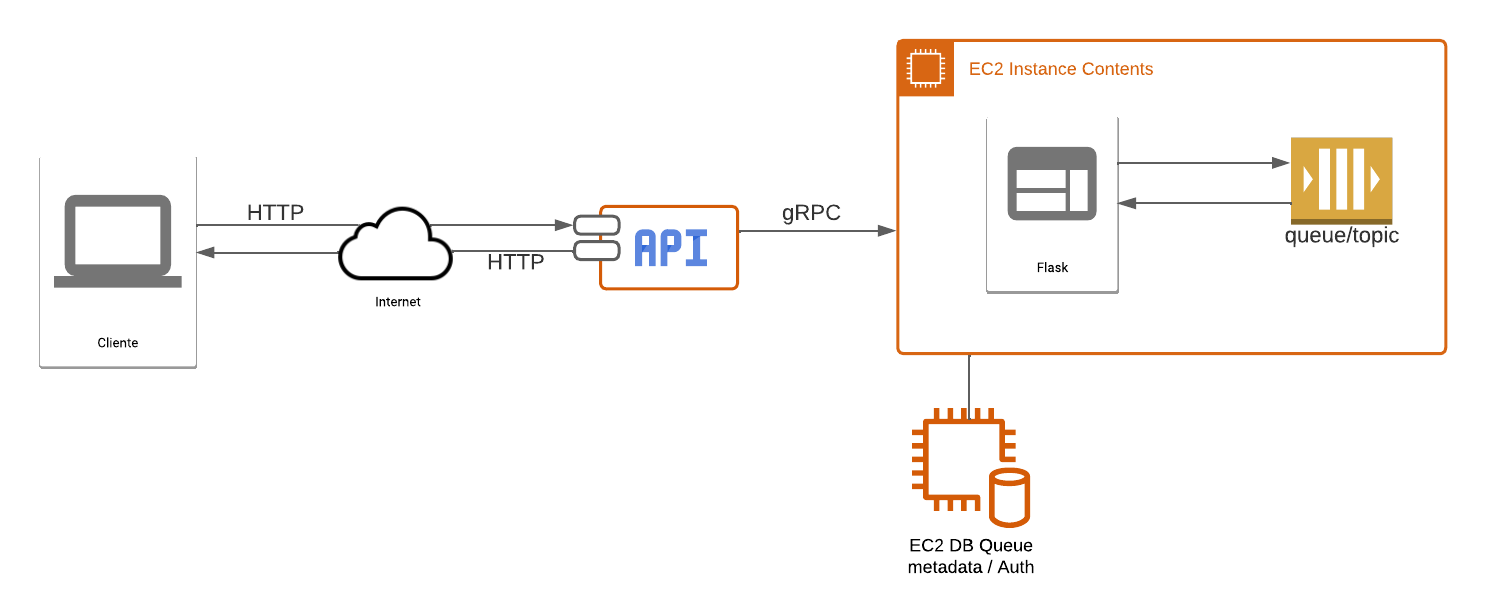 EC2 Instance Contents
HTTP
gRPC
API
queue/topic
HTTP
Flask
Internet
Cliente
EC2 DB Queue
metadata / Auth